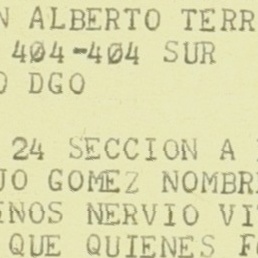 N ALBERTO TERR
404-404 SUR
O DGO
24 SECCION A
JO GOMEZ NOMBR
NOS NERVIO VI
QUE QUIENES F